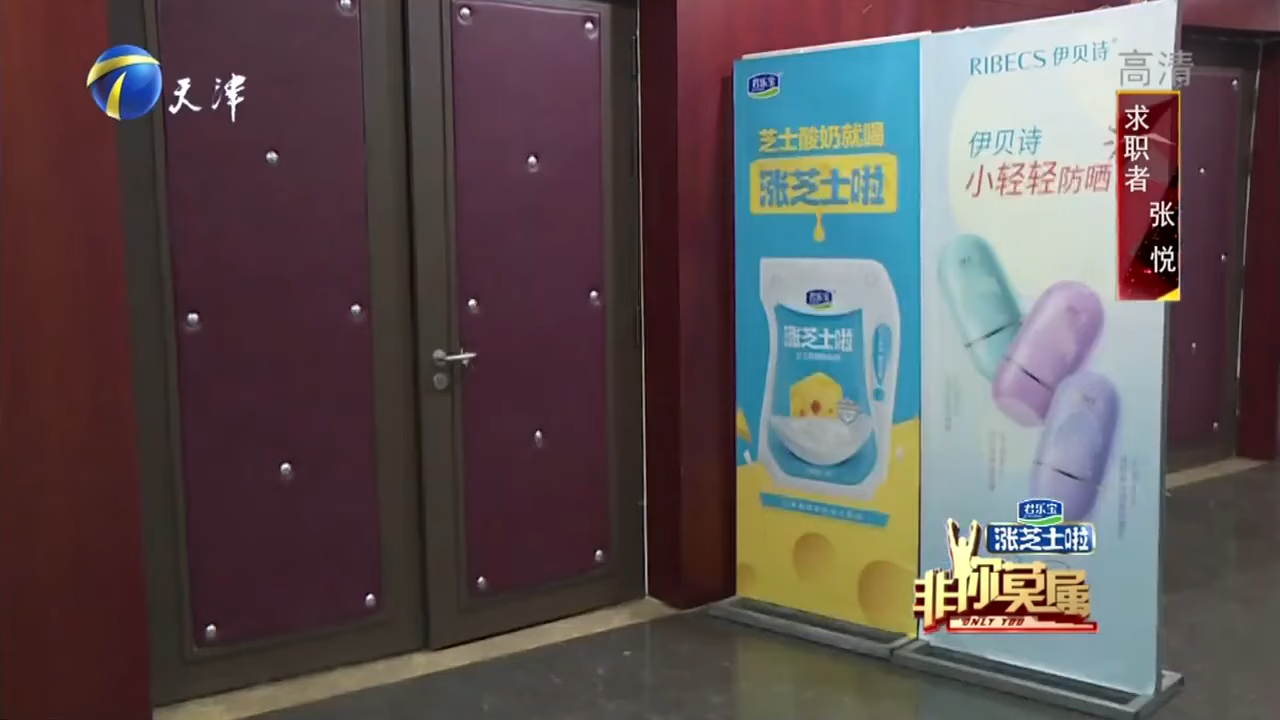 天津
高清
求职者
张悦
君乐宝
芝士酸奶就喝
涨芝士啦
君乐宝
涨芝士啦
RIBECS 伊贝诗
伊贝诗
小轻轻防晒
君乐宝
涨芝士啦
非你莫属
ONLY YOU